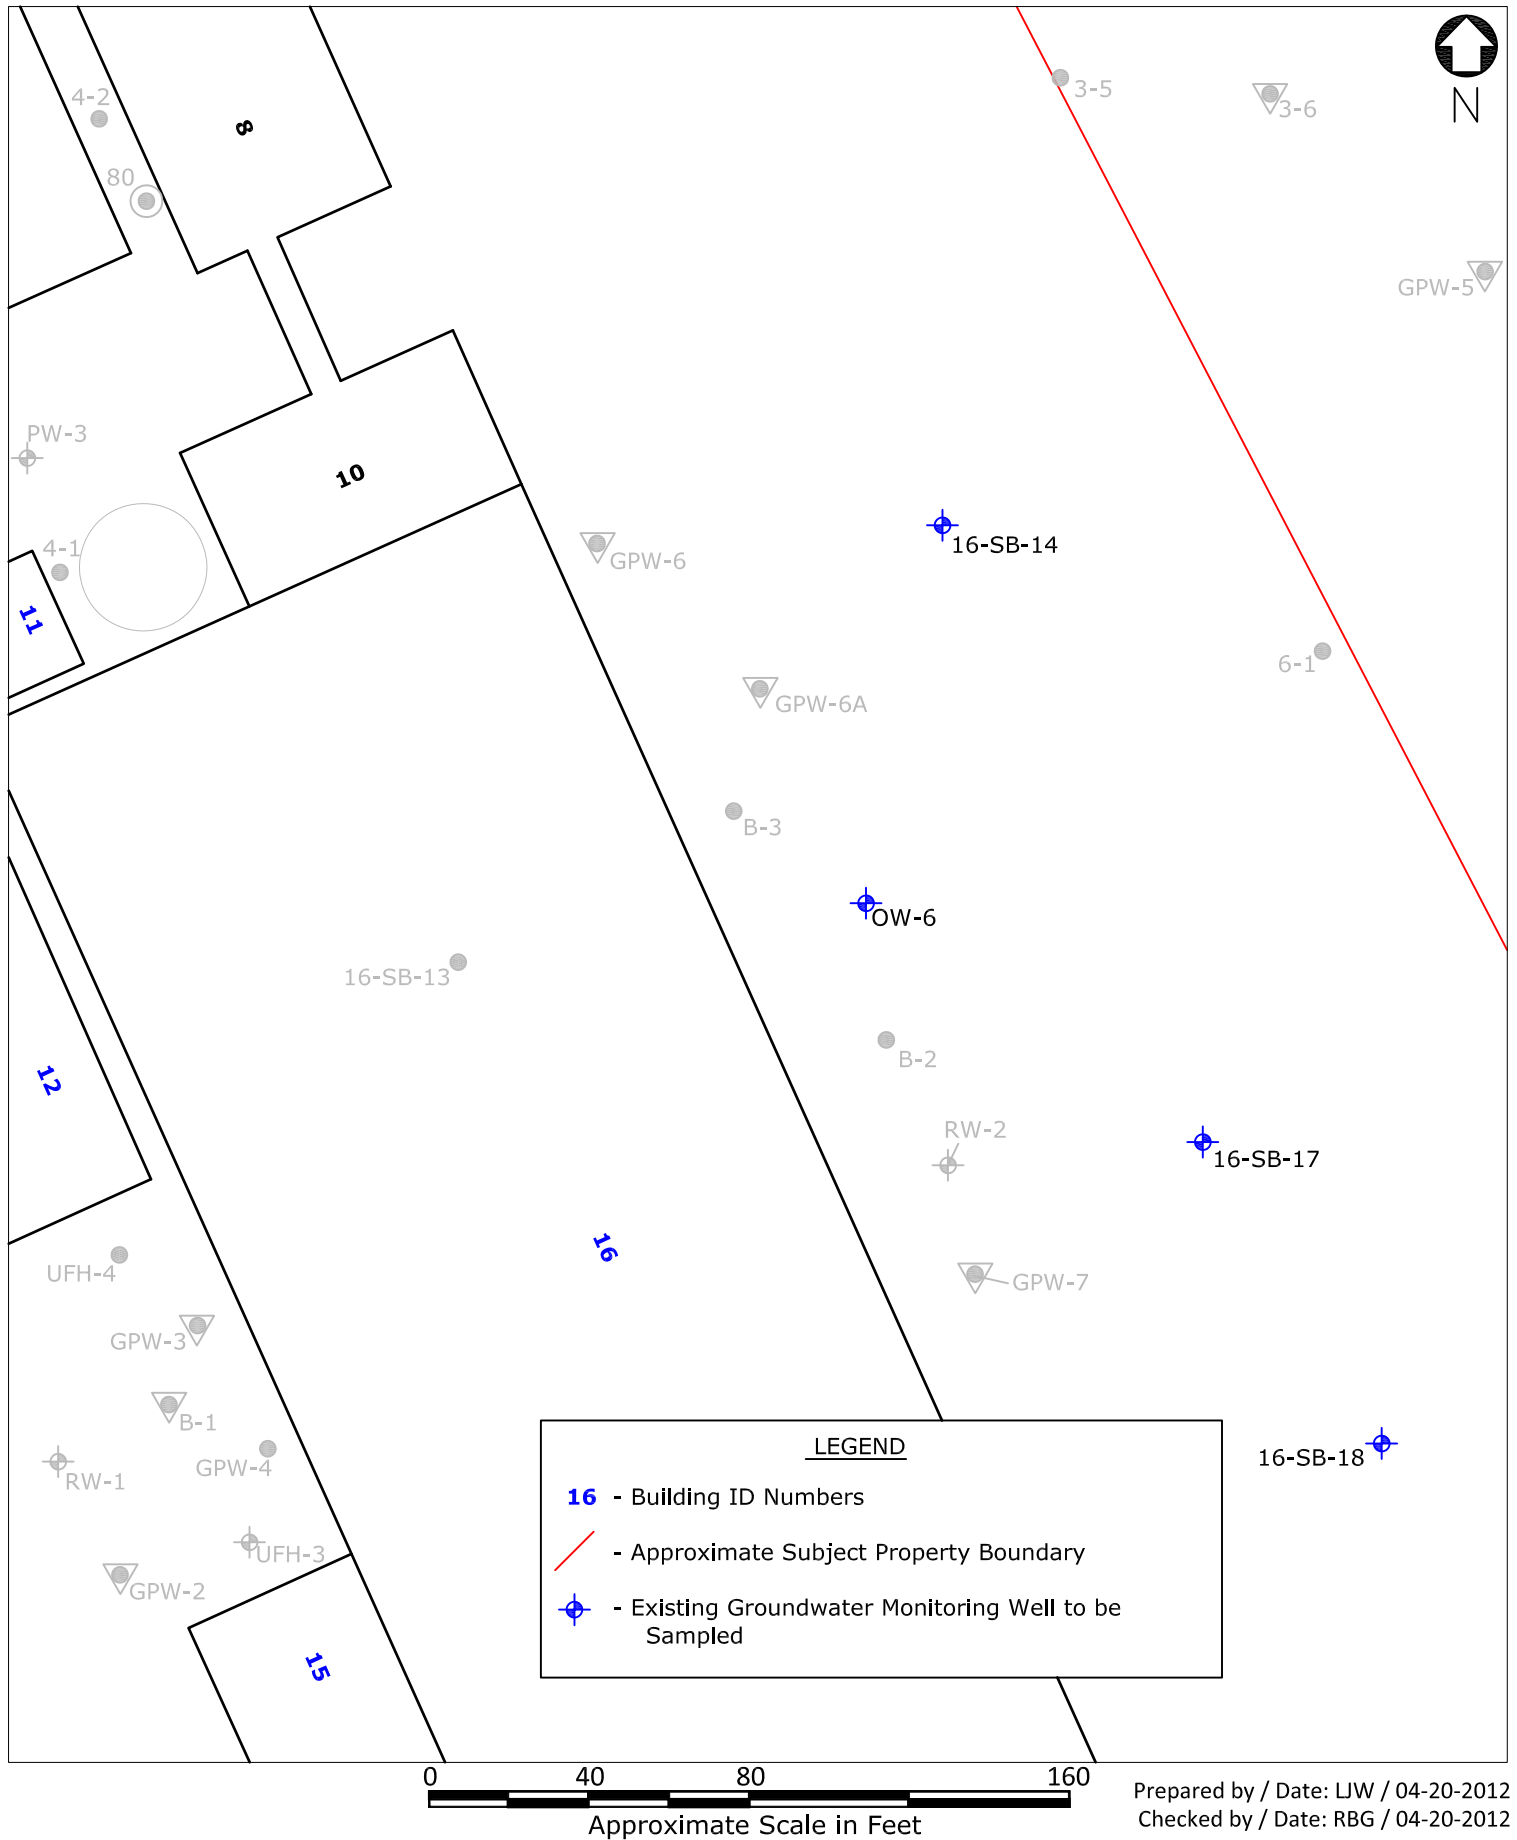 4-2
8
3-5
3-6
N
80
GPW-5
PW-3
10
4-1
GPW-6
16-SB-14
11
6-1
GPW-6A
B-3
OW-6
16-SB-13
B-2
12
RW-2
16-SB-17
16
UFH-4
GPW-7
GPW-3
B-1
GPW-4
RW-1
UFH-3
GPW-2
15
16-SB-18
LEGEND
16 - Building ID Numbers
- Approximate Subject Property Boundary
- Existing Groundwater Monitoring Well to be
Sampled
0 40 80 160
Approximate Scale in Feet
Prepared by / Date: LJW / 04-20-2012
Checked by / Date: RBG / 04-20-2012